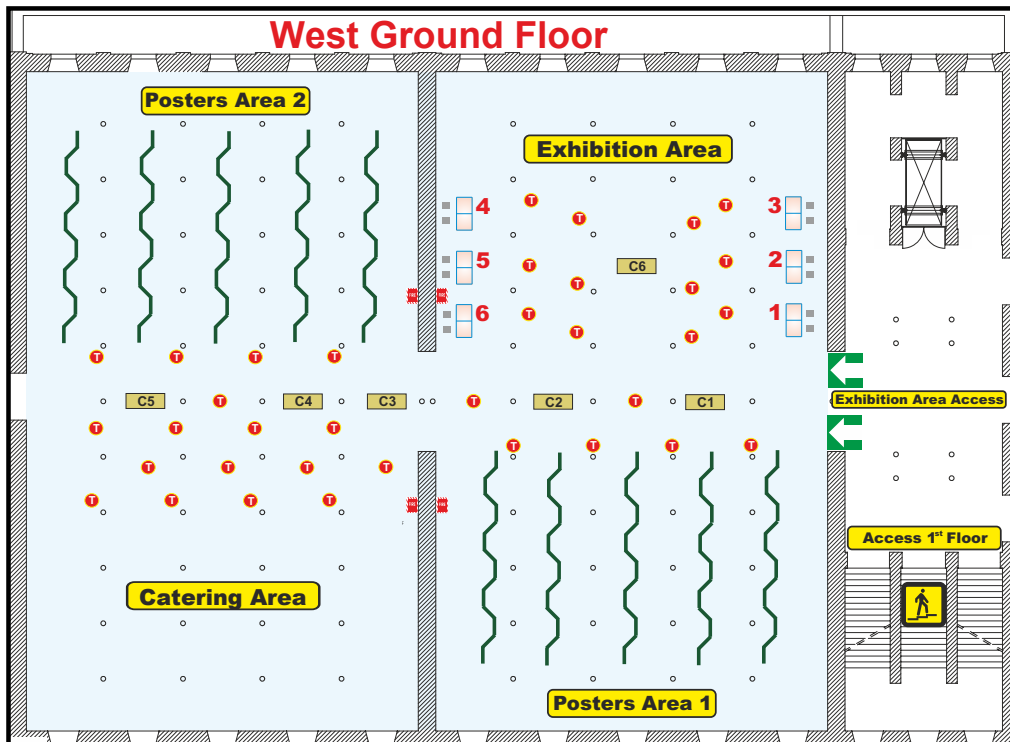 West Ground Floor
Posters Area 2
Exhibition Area
4 T T T T 3
5 T T C6 T T 2
6 T T T T 1
T T T T
C5 T C4 C3 T C2 T C1 Exhibition Area Access
T T T T
T T T T
T T T T
T T T T
Access 1st Floor
Catering Area
Posters Area 1